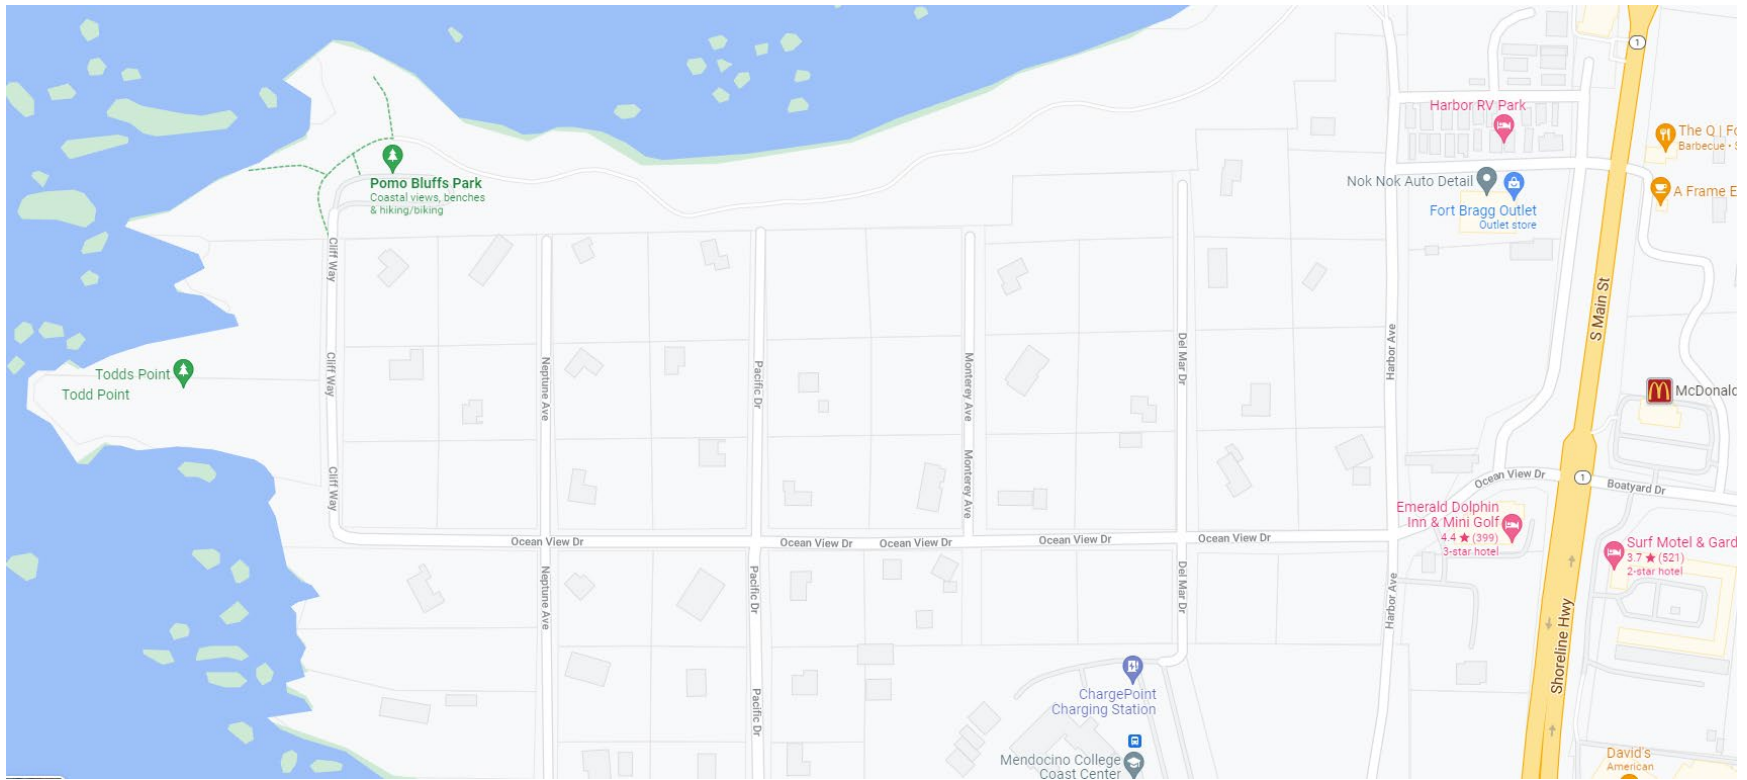 1
Harbor RV Park
The Q | Fo
Barbecue • S
Pomo Bluffs Park
Coastal views, benches
& hiking/biking
Nok Nok Auto Detail
A Frame E
Fort Bragg Outlet
Outlet store
Cliff Way
S Main St
Todds Point
Todd Point
Cliff Way
Neptune Ave
Pacific Dr
Monterey Ave
Del Mar Dr
Harbor Ave
McDonald
Cliff Way
Monterey Ave
Ocean View Dr
1
Boatyard Dr
Emerald Dolphin
Inn & Mini Golf
4.4 ★ (399)
3-star hotel
Ocean View Dr
Ocean View Dr
Ocean View Dr
Ocean View Dr
Ocean View Dr
Surf Motel & Gard
3.7 ★ (521)
2-star hotel
Neptune Ave
Pacific Dr
Del Mar Dr
Harbor Ave
Shoreline Hwy
ChargePoint
Charging Station
Pacific Dr
Mendocino College
Coast Center
David's
American